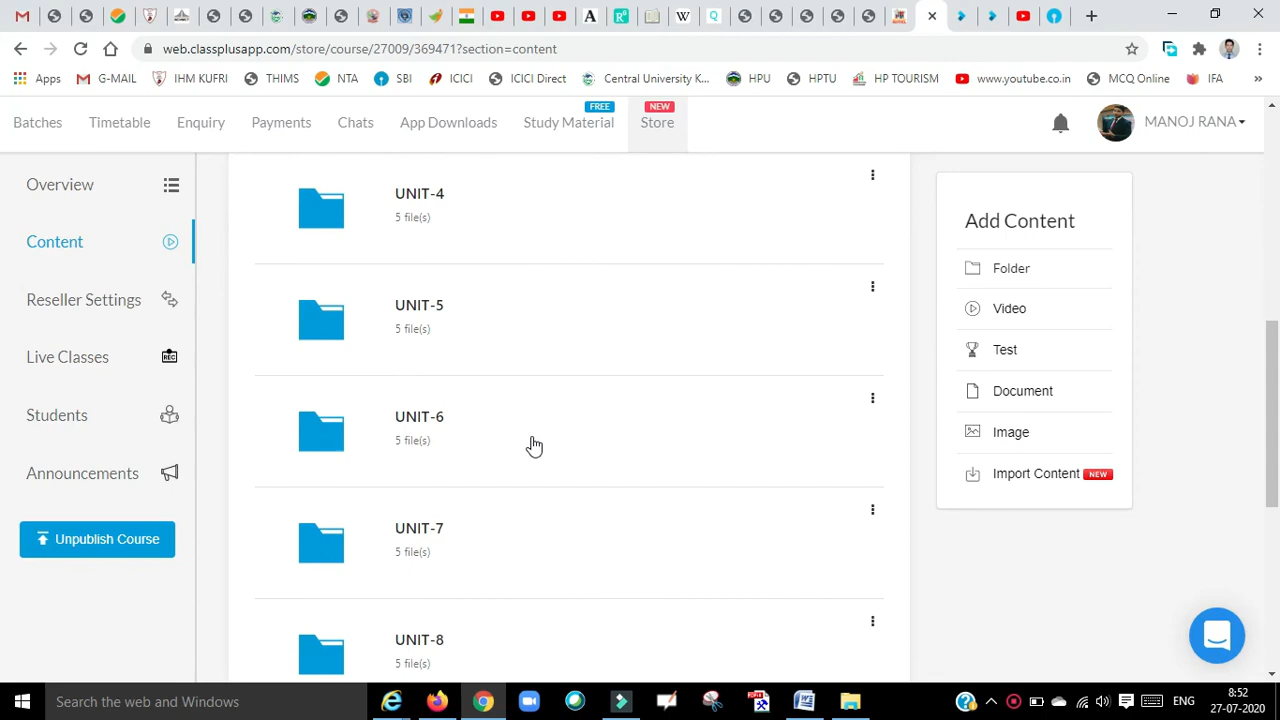 web.classplusapp.com/store/course/27009/369471?section=content
Apps G-MAIL IHM KUFRI THIMS NTA SBI ICICI ICICI Direct Central University K... HPU HPTU HP TOURISM www.youtube.co.in MCQ Online IFA »
FREE NEW
Batches Timetable Enquiry Payments Chats App Downloads Study Material Store MANOJ RANA
Overview
Content
Reseller Settings
Live Classes REC
Students
Announcements
Unpublish Course
UNIT-4
5 file(s)
UNIT-5
5 file(s)
UNIT-6
5 file(s)
UNIT-7
5 file(s)
UNIT-8
5 file(s)
Add Content
Folder
Video
Test
Document
Image
Import Content NEW
Search the web and Windows
ENG
8:52
27-07-2020